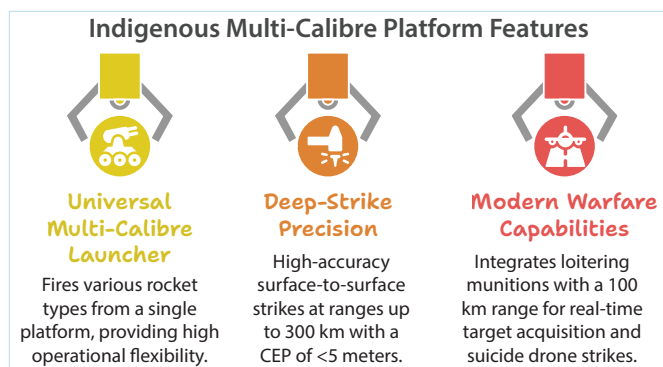 Indigenous Multi-Calibre Platform Features
Universal
Multi-Calibre
Launcher
Fires various rocket
types from a single
platform, providing high
operational flexibility.
Deep-Strike
Precision
High-accuracy
surface-to-surface
strikes at ranges up
to 300 km with a
CEP of <5 meters.
Modern Warfare
Capabilities
Integrates loitering
munitions with a 100
km range for real-time
target acquisition and
suicide drone strikes.